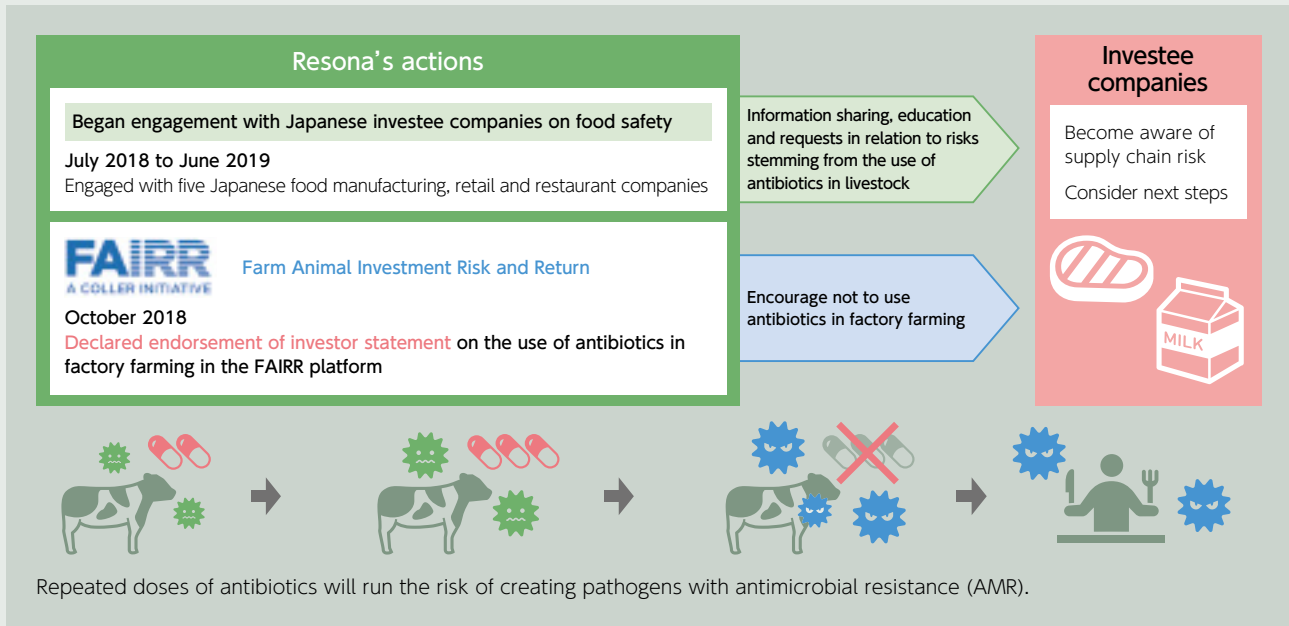 Resona's actions
Began engagement with Japanese investee companies on food safety
July 2018 to June 2019
Engaged with five Japanese food manufacturing, retail and restaurant companies
FAIRR
A COLLER INITIATIVE
Farm Animal Investment Risk and Return
October 2018
Declared endorsement of investor statement on the use of antibiotics in
factory farming in the FAIRR platform
Information sharing, education
and requests in relation to risks
stemming from the use of
antibiotics in livestock
Encourage not to use
antibiotics in factory farming
Investee
companies
Become aware of
supply chain risk
Consider next steps
MILK
Repeated doses of antibiotics will run the risk of creating pathogens with antimicrobial resistance (AMR).